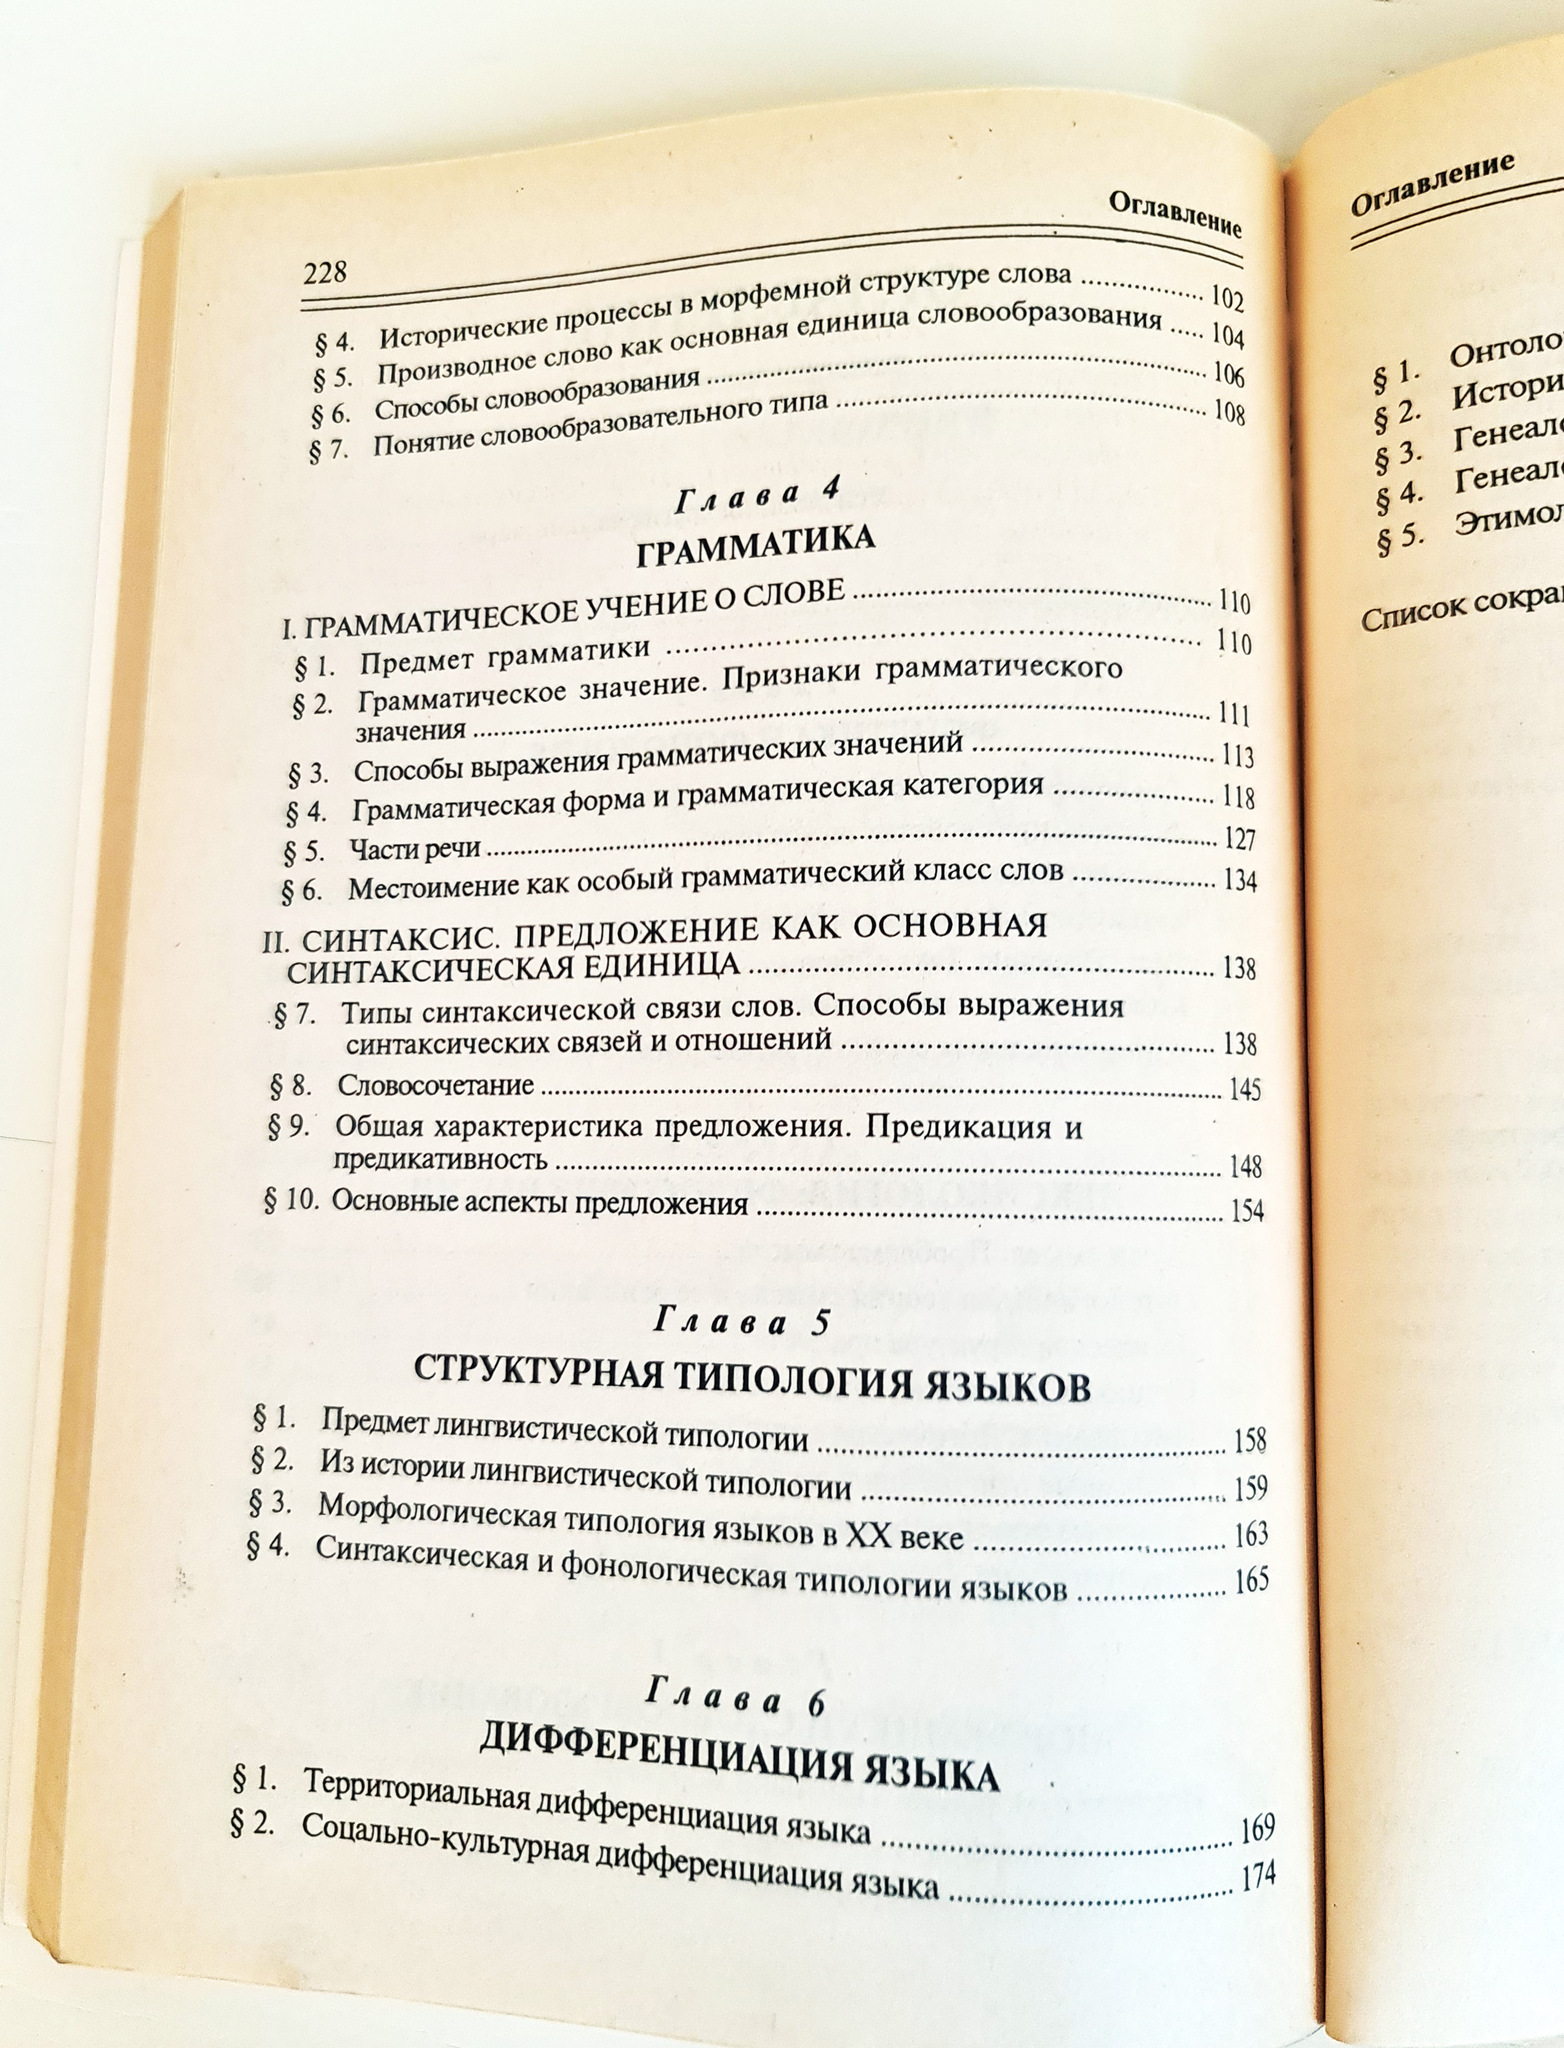 228
Оглавление
§ 4. Исторические процессы в морфемной структуре слова .............. 102
§ 5. Производное слово как основная единица словообразования ..... 104
§ 6. Способы словообразования .............. 106
§ 7. Понятие словообразовательного типа .............. 108
Глава 4
ГРАММАТИКА
I. ГРАММАТИЧЕСКОЕ УЧЕНИЕ О СЛОВЕ .............. 110
§ 1. Предмет грамматики .............. 110
§ 2. Грамматическое значение. Признаки грамматического
значения .............. 111
§ 3. Способы выражения грамматических значений .............. 113
§ 4. Грамматическая форма и грамматическая категория .............. 118
§ 5. Части речи .............. 127
§ 6. Местоимение как особый грамматический класс слов .............. 134
II. СИНТАКСИС. ПРЕДЛОЖЕНИЕ КАК ОСНОВНАЯ
СИНТАКСИЧЕСКАЯ ЕДИНИЦА .............. 138
§ 7. Типы синтаксической связи слов. Способы выражения
синтаксических связей и отношений .............. 138
§ 8. Словосочетание .............. 145
§ 9. Общая характеристика предложения. Предикация и
предикативность .............. 148
§ 10. Основные аспекты предложения .............. 154
Глава 5
СТРУКТУРНАЯ ТИПОЛОГИЯ ЯЗЫКОВ
§ 1. Предмет лингвистической типологии .............. 158
§ 2. Из истории лингвистической типологии .............. 159
§ 3. Морфологическая типология языков в XX веке .............. 163
§ 4. Синтаксическая и фонологическая типологии языков .............. 165
Глава 6
ДИФФЕРЕНЦИАЦИЯ ЯЗЫКА
§ 1. Территориальная дифференциация языка .............. 169
§ 2. Соцально-культурная дифференциация языка .............. 174
Оглавление
§ 1. Онтоло
§ 2. Истори
§ 3. Генеал
§ 4. Генеал
§ 5. Этимол
Список сокра